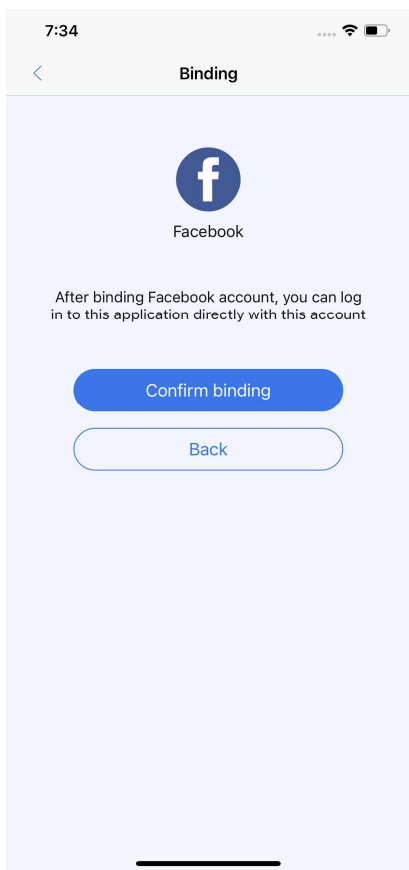 7:34
Binding
Facebook
After binding Facebook account, you can log
in to this application directly with this account
Confirm binding
Back